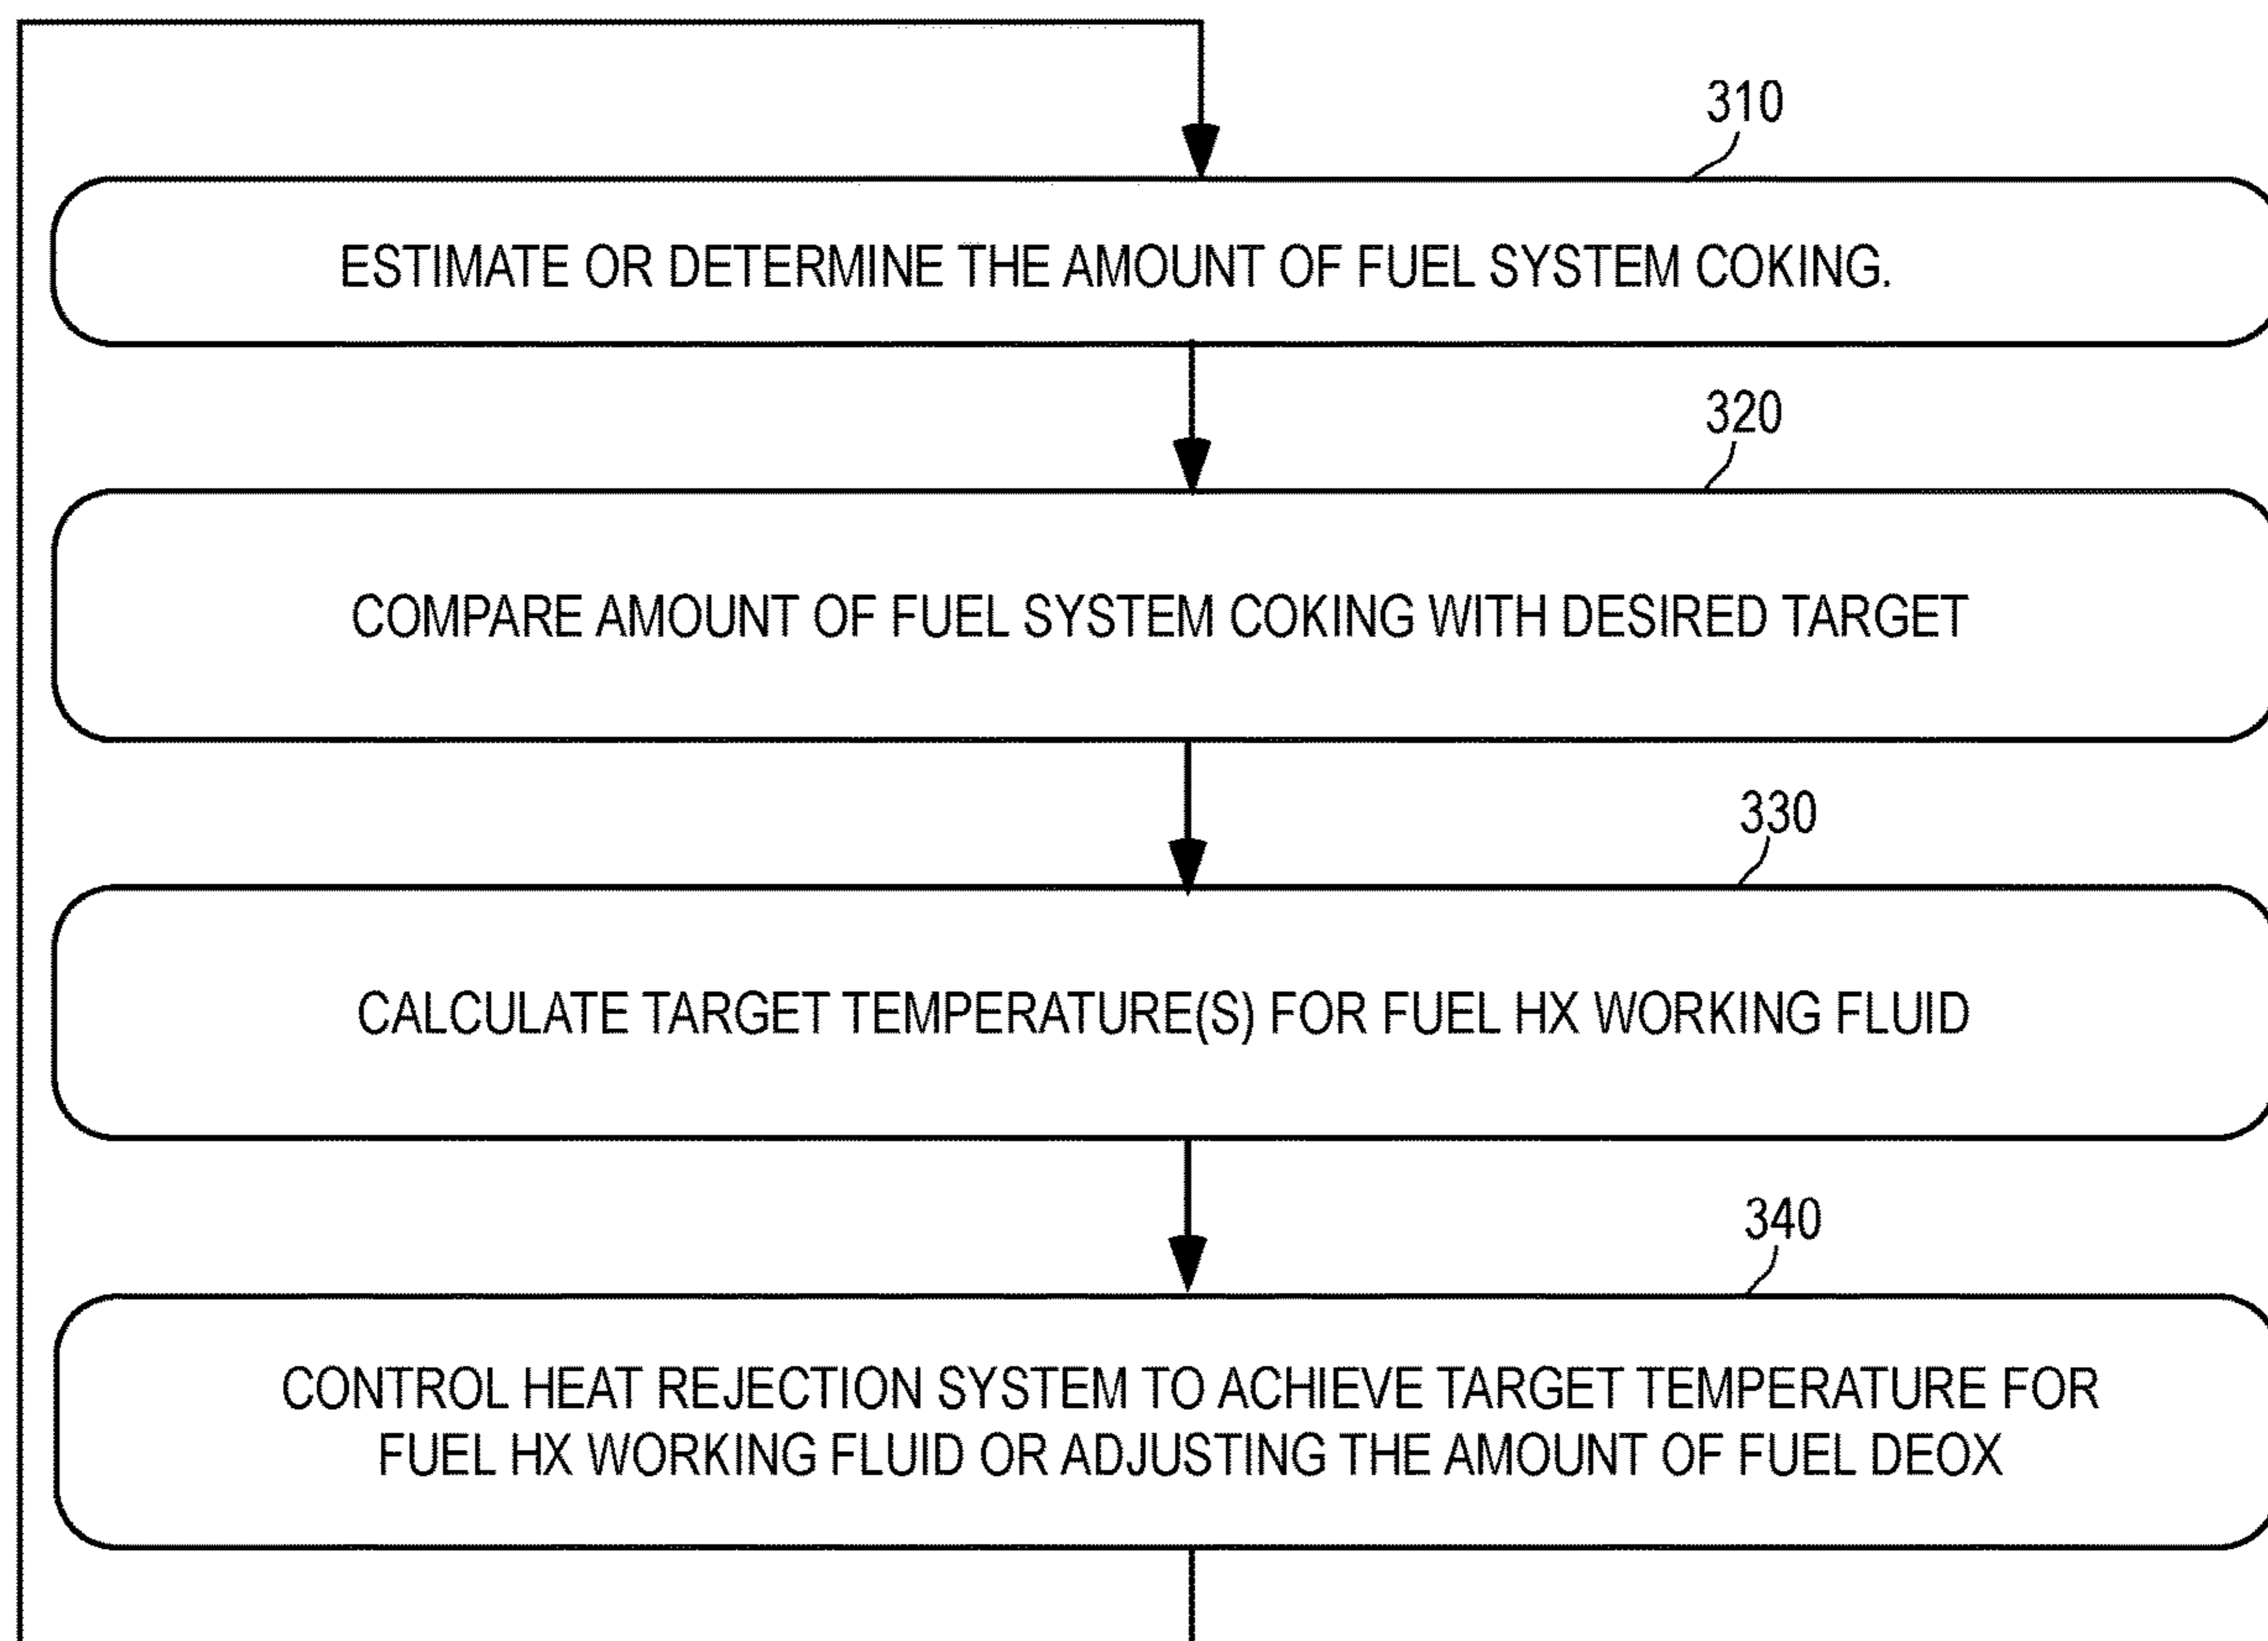 310
ESTIMATE OR DETERMINE THE AMOUNT OF FUEL SYSTEM COKING.
320
COMPARE AMOUNT OF FUEL SYSTEM COKING WITH DESIRED TARGET
330
CALCULATE TARGET TEMPERATURE(S) FOR FUEL HX WORKING FLUID
340
CONTROL HEAT REJECTION SYSTEM TO ACHIEVE TARGET TEMPERATURE FOR
FUEL HX WORKING FLUID OR ADJUSTING THE AMOUNT OF FUEL DEOX